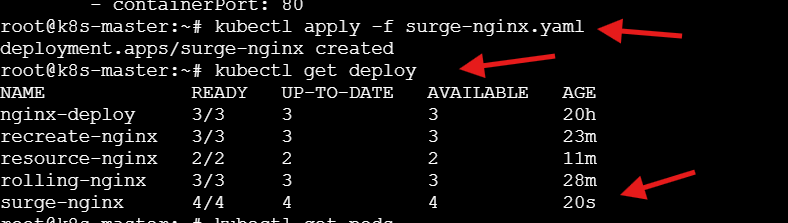 - containerPort: 80
root@k8s-master:~# kubectl apply -f surge-nginx.yaml
deployment.apps/surge-nginx created
root@k8s-master:~# kubectl get deploy
NAME READY UP-TO-DATE AVAILABLE AGE
nginx-deploy 3/3 3 3 20h
recreate-nginx 3/3 3 3 23m
resource-nginx 2/2 2 2 11m
rolling-nginx 3/3 3 3 28m
surge-nginx 4/4 4 4 20s
root@k8s-master:~# kubectl get pods